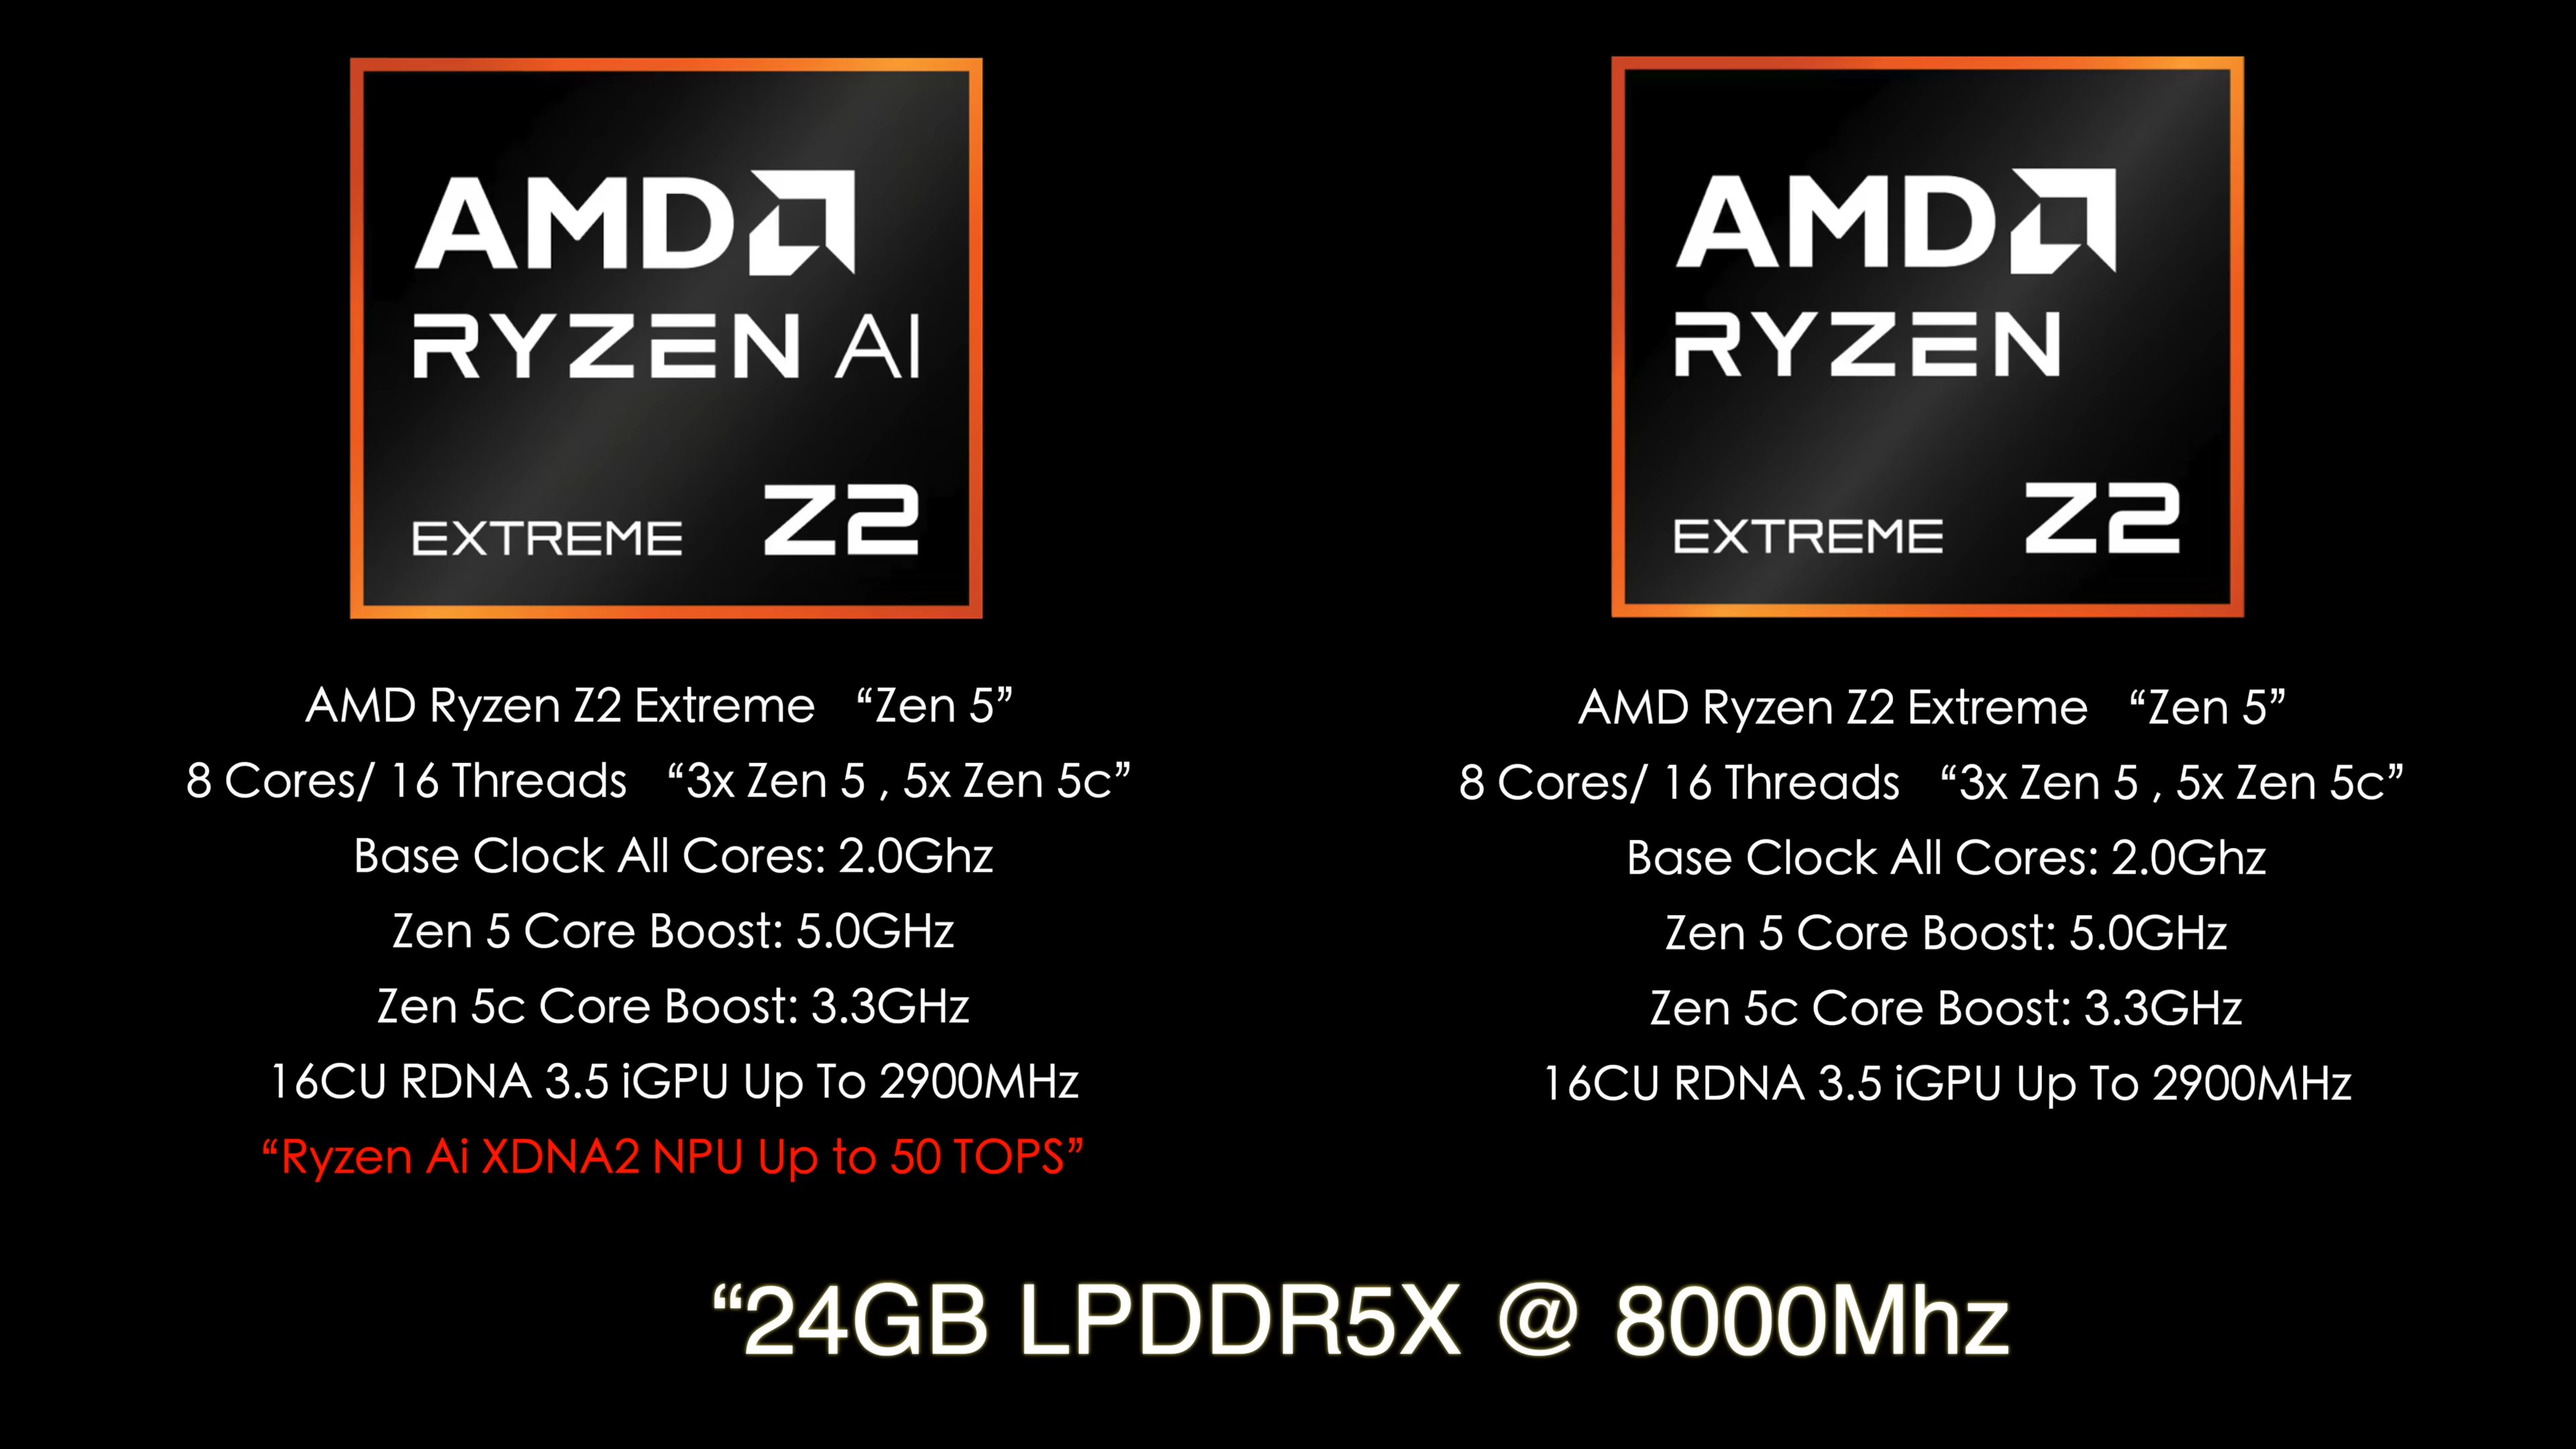 AMD
RYZEN AI
EXTREME Z2
AMD Ryzen Z2 Extreme “Zen 5”
8 Cores/ 16 Threads “3x Zen 5 , 5x Zen 5c”
Base Clock All Cores: 2.0Ghz
Zen 5 Core Boost: 5.0GHz
Zen 5c Core Boost: 3.3GHz
16CU RDNA 3.5 iGPU Up To 2900MHz
“Ryzen Ai XDNA2 NPU Up to 50 TOPS”
AMD
RYZEN
EXTREME Z2
AMD Ryzen Z2 Extreme “Zen 5”
8 Cores/ 16 Threads “3x Zen 5 , 5x Zen 5c”
Base Clock All Cores: 2.0Ghz
Zen 5 Core Boost: 5.0GHz
Zen 5c Core Boost: 3.3GHz
16CU RDNA 3.5 iGPU Up To 2900MHz
“24GB LPDDR5X @ 8000Mhz